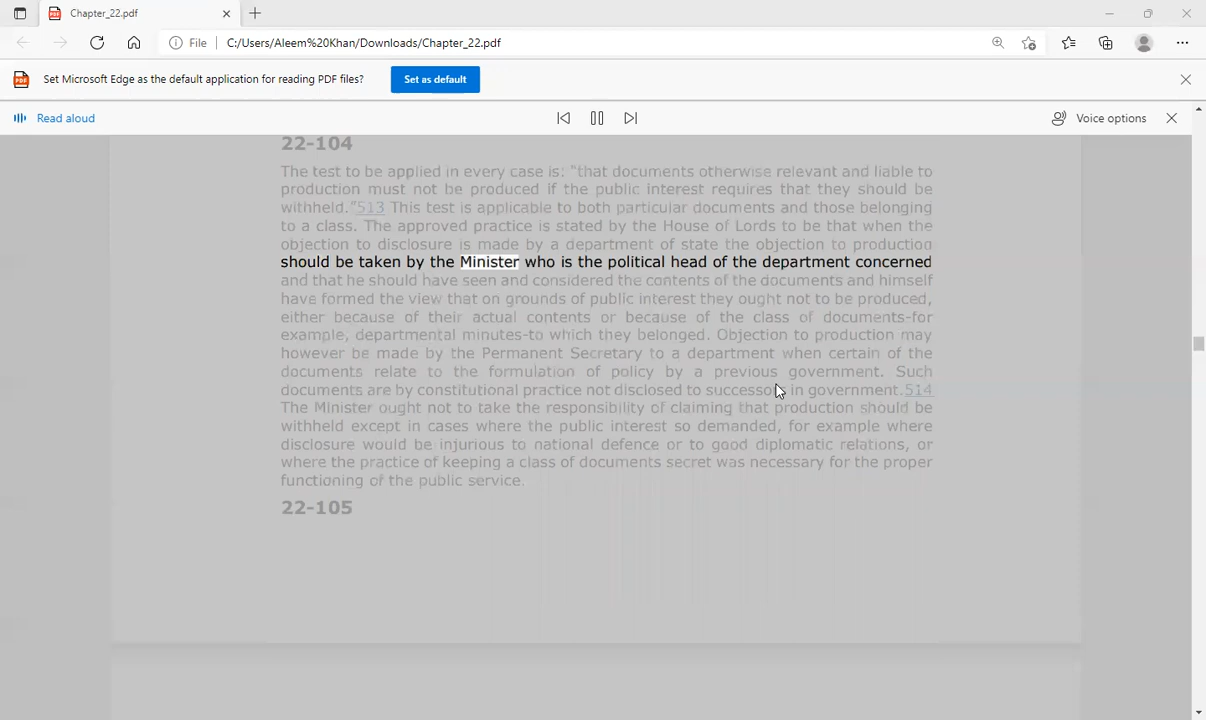 Chapter_22.pdf
File
C:/Users/Aleem%20Khan/Downloads/Chapter_22.pdf
Set Microsoft Edge as the default application for reading PDF files?
Set as default
Read aloud
Voice options
22-104
The test to be applied in every case is: "that documents otherwise relevant and liable to
production must not be produced if the public interest requires that they should be
withheld."513 This test is applicable to both particular documents and those belonging
to a class. The approved practice is stated by the House of Lords to be that when the
objection to disclosure is made by a department of state the objection to production
should be taken by the Minister who is the political head of the department concerned
and that he should have seen and considered the contents of the documents and himself
have formed the view that on grounds of public interest they ought not to be produced,
either because of their actual contents or because of the class of documents-for
example, departmental minutes-to which they belonged. Objection to production may
however be made by the Permanent Secretary to a department when certain of the
documents relate to the formulation of policy by a previous government. Such
documents are by constitutional practice not disclosed to successors in government.514
The Minister ought not to take the responsibility of claiming that production should be
withheld except in cases where the public interest so demanded, for example where
disclosure would be injurious to national defence or to good diplomatic relations, or
where the practice of keeping a class of documents secret was necessary for the proper
functioning of the public service.
22-105